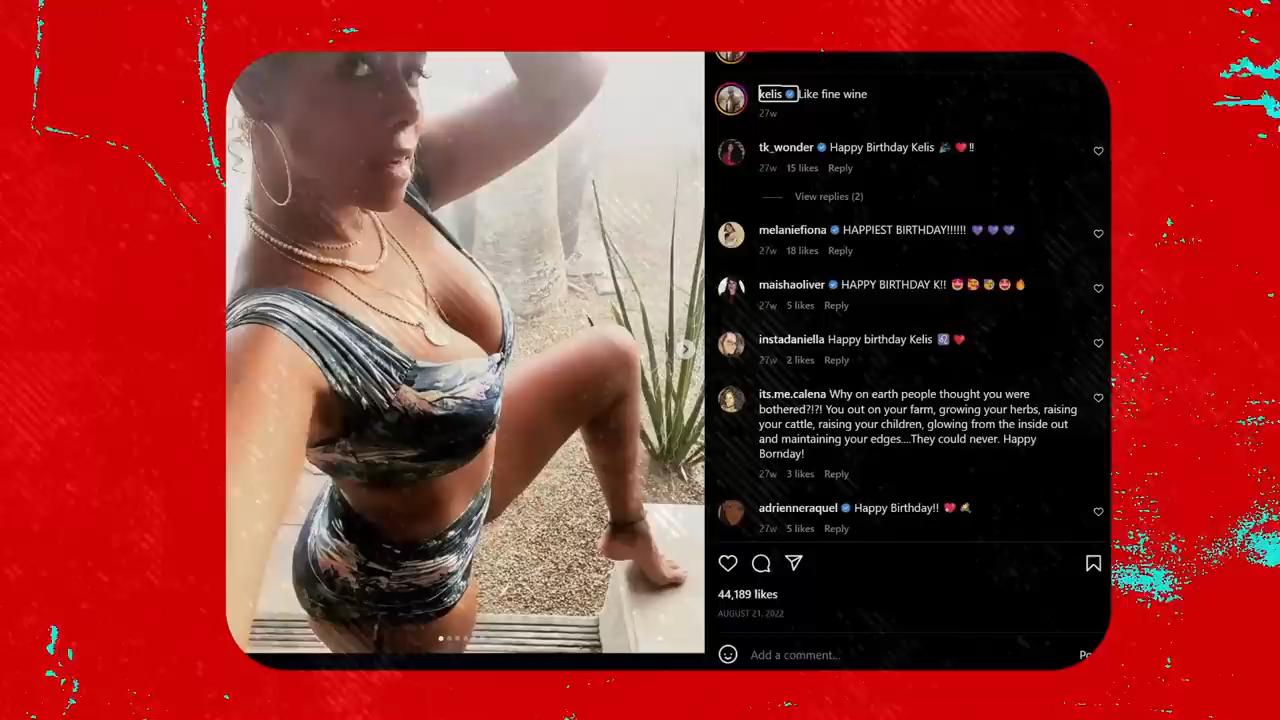 kelis Like fine wine
27w
tk_wonder Happy Birthday Kelis 🎉 ❤️ ‼️
27w 15 likes Reply
View replies (2)
melaniefiona HAPPIEST BIRTHDAY!!!!!! 💜 💜 💜
27w 18 likes Reply
maishaoliver HAPPY BIRTHDAY K!! 🤩 🥰 🥳 🤩 🔥
27w 5 likes Reply
instadaniella Happy birthday Kelis ♌ ❤️
27w 2 likes Reply
its.me.calena Why on earth people thought you were
bothered?!?! You out on your farm, growing your herbs, raising
your cattle, raising your children, glowing from the inside out
and maintaining your edges....They could never. Happy
Bornday!
27w 3 likes Reply
adrienneraquel Happy Birthday!! 💖 🎉
27w 5 likes Reply
44,189 likes
AUGUST 21, 2022
Add a comment...